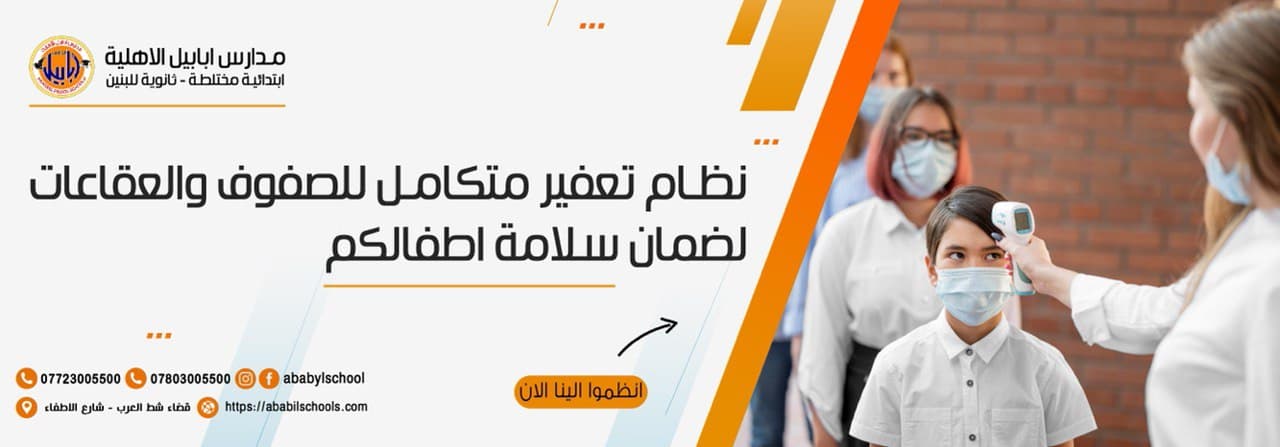 مدارس ابابيل الاهلية
ابتدائية مختلطة - ثانوية للبنين
ابابيل
نظام تعفير متكامل للصفوف والعقاعات
لضمان سلامة اطفالكم
انظموا الينا الان
07723005500 07803005500 ababylschool
قضاء شط العرب - شارع الاطفاء https://ababilschools.com